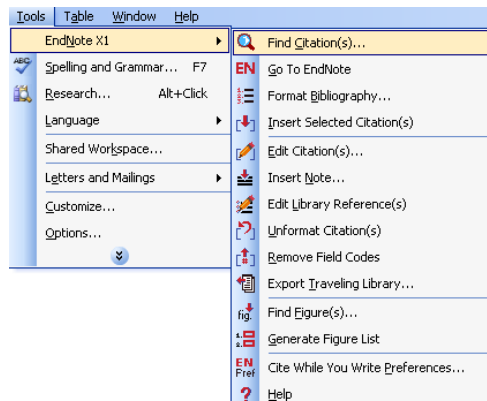 Tools Table Window Help
EndNote X1
Spelling and Grammar... F7
Research... Alt+Click
Language
Shared Workspace...
Letters and Mailings
Customize...
Options...
Find Citation(s)...
EN Go To EndNote
Format Bibliography...
Insert Selected Citation(s)
Edit Citation(s)...
Insert Note...
Edit Library Reference(s)
Unformat Citation(s)
Remove Field Codes
Export Traveling Library...
fig. Find Figure(s)...
Generate Figure List
EN Pref Cite While You Write Preferences...
? Help